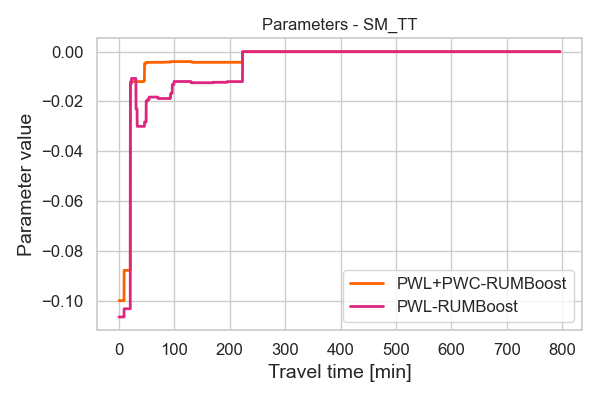 Parameters - SM_TT
Parameter value
0.00
−0.02
−0.04
−0.06
−0.08
−0.10
PWL+PWC-RUMBoost
PWL-RUMBoost
0 100 200 300 400 500 600 700 800
Travel time [min]